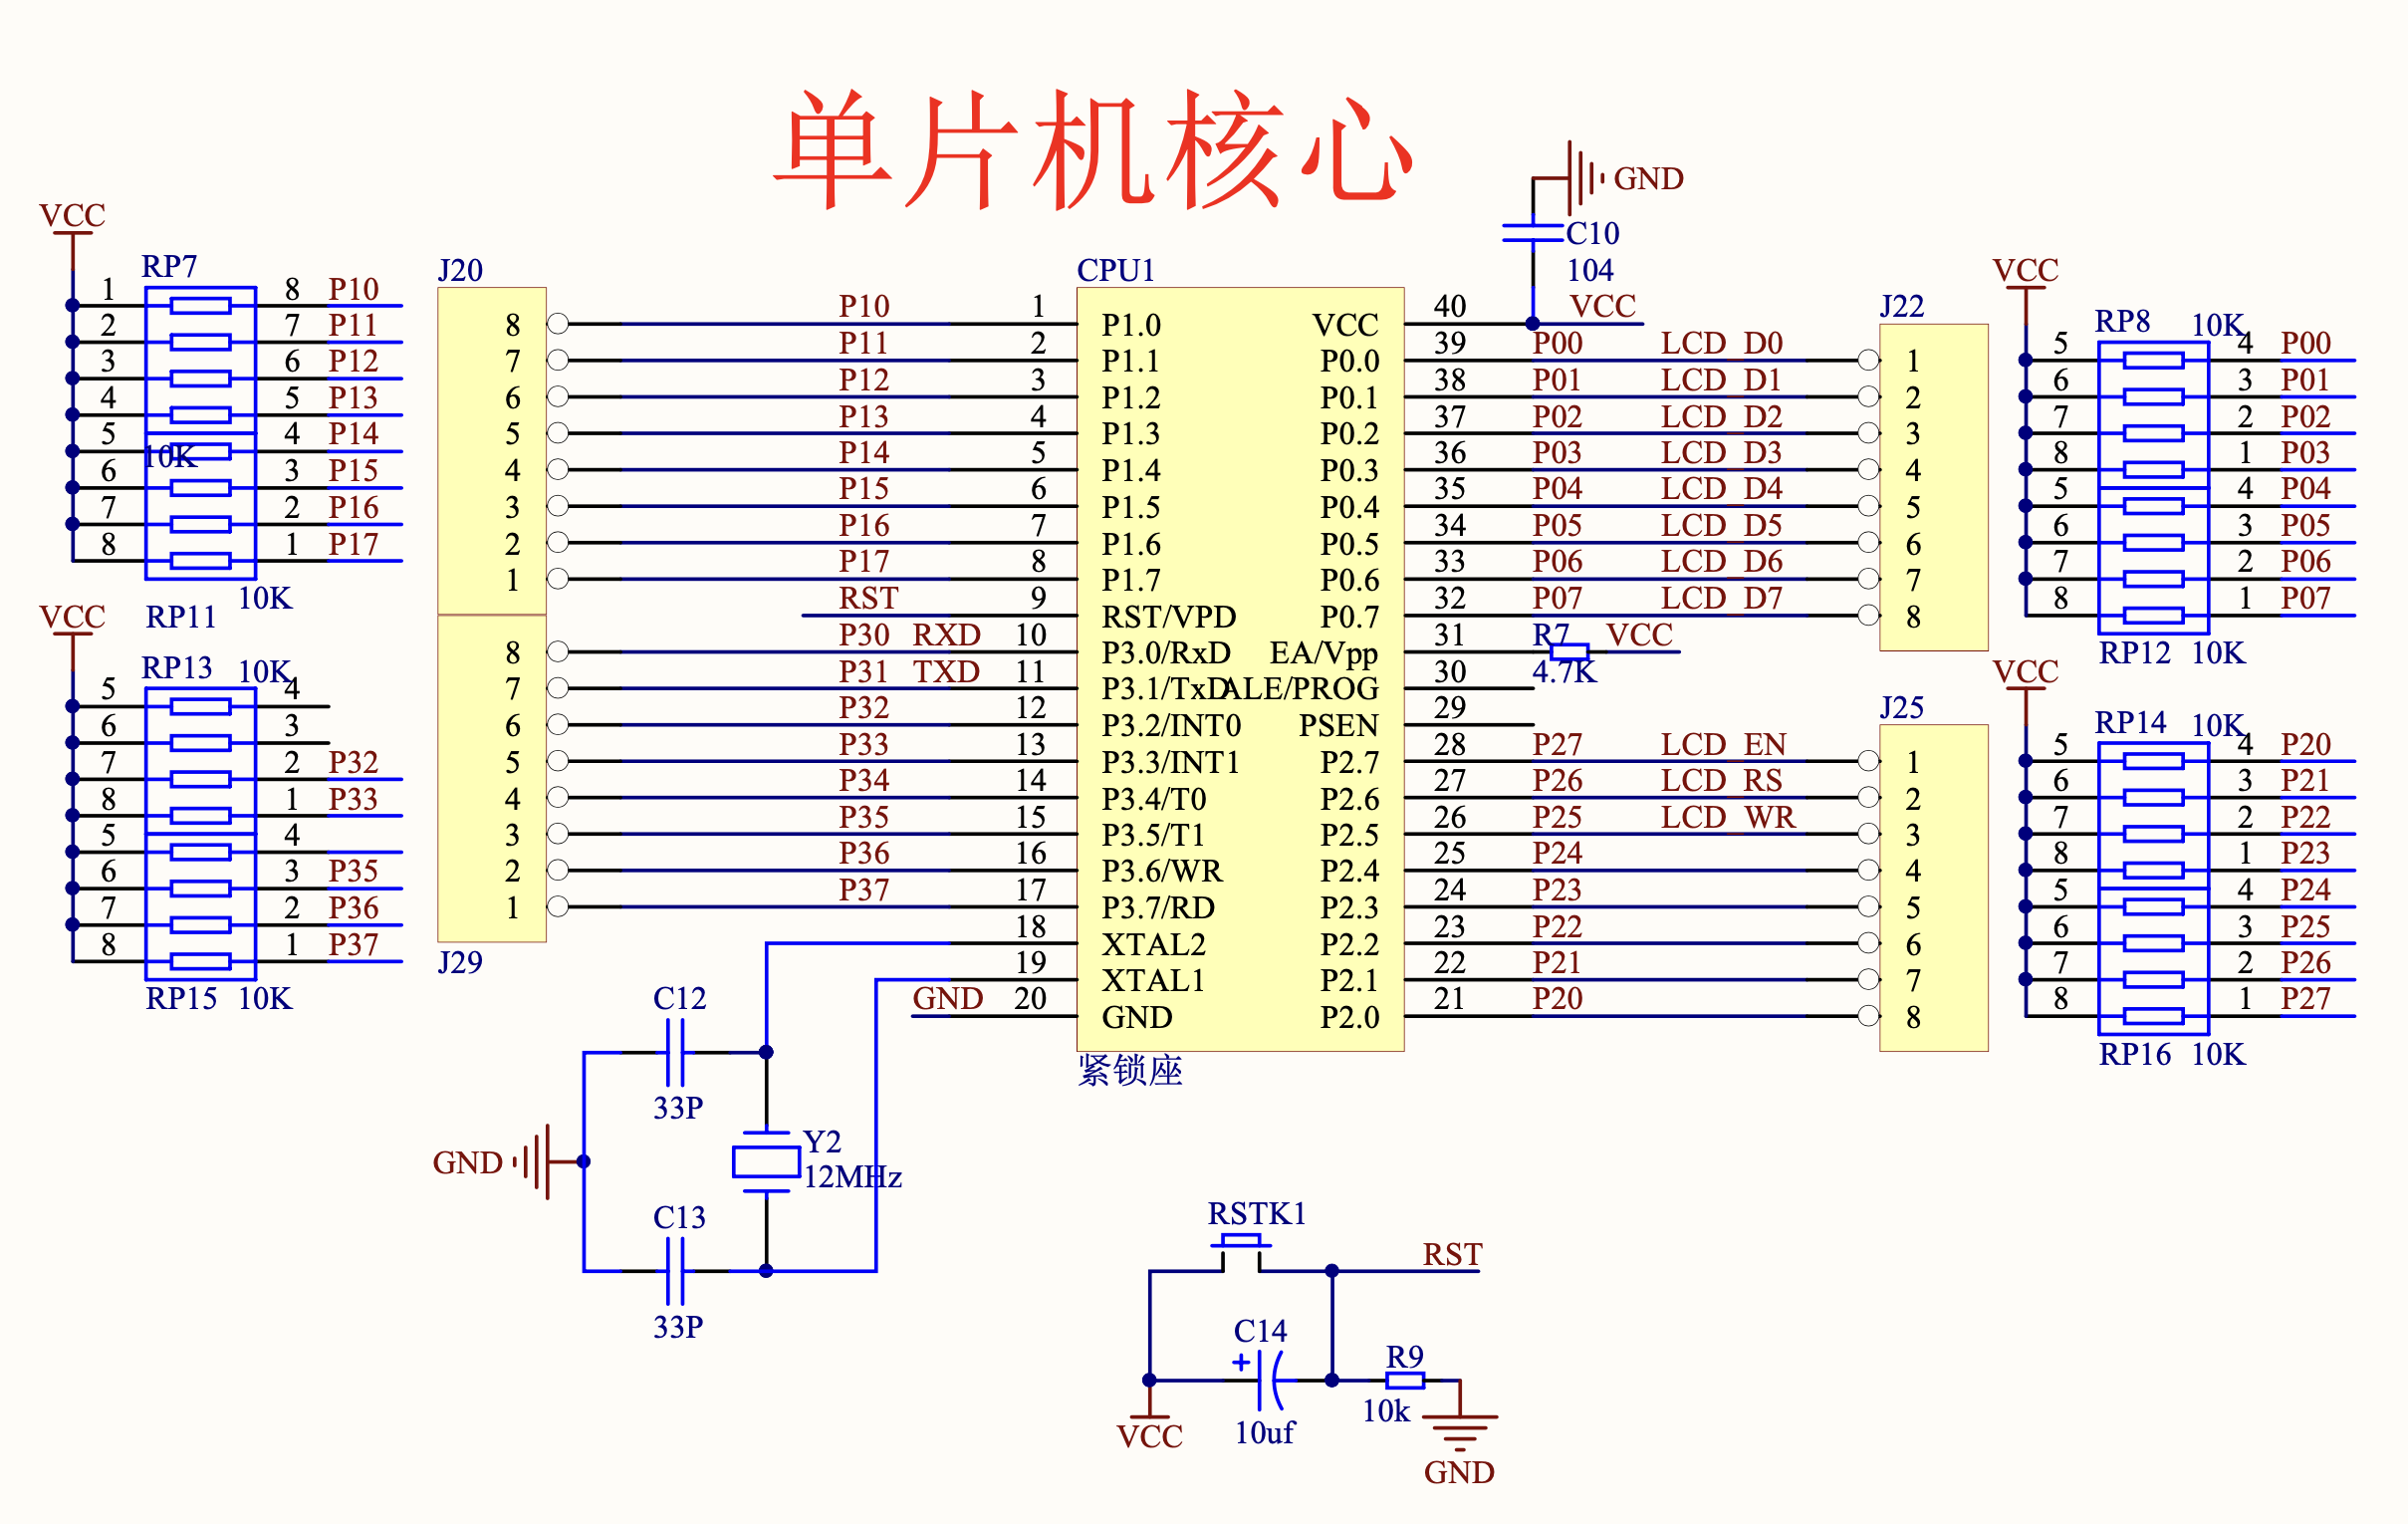 单片机核心
VCC
RP7
1 8 P10
2 7 P11
3 6 P12
4 5 P13
5 4 P14
10K
6 3 P15
7 2 P16
8 1 P17
10K
RP11
VCC
RP13 10K
5 4
6 3
7 2 P32
8 1 P33
5 4
6 3 P35
7 2 P36
8 1 P37
RP15 10K
J20
8
7
6
5
4
3
2
1
8
7
6
5
4
3
2
1
J29
P10 1
P11 2
P12 3
P13 4
P14 5
P15 6
P16 7
P17 8
RST 9
P30 RXD 10
P31 TXD 11
P32 12
P33 13
P34 14
P35 15
P36 16
P37 17
18
19
GND 20
CPU1
P1.0 VCC
P1.1 P0.0
P1.2 P0.1
P1.3 P0.2
P1.4 P0.3
P1.5 P0.4
P1.6 P0.5
P1.7 P0.6
RST/VPD P0.7
P3.0/RxD EA/Vpp
P3.1/TxD ALE/PROG
P3.2/INT0 PSEN
P3.3/INT1 P2.7
P3.4/T0 P2.6
P3.5/T1 P2.5
P3.6/WR P2.4
P3.7/RD P2.3
XTAL2 P2.2
XTAL1 P2.1
GND P2.0
紧锁座
GND
C10
104
40 VCC
39 P00 LCD_D0
38 P01 LCD_D1
37 P02 LCD_D2
36 P03 LCD_D3
35 P04 LCD_D4
34 P05 LCD_D5
33 P06 LCD_D6
32 P07 LCD_D7
31 R7 VCC
4.7K
30
29
28 P27 LCD_EN
27 P26 LCD_RS
26 P25 LCD_WR
25 P24
24 P23
23 P22
22 P21
21 P20
J22
1
2
3
4
5
6
7
8
J25
1
2
3
4
5
6
7
8
VCC
RP8 10K
5 4 P00
6 3 P01
7 2 P02
8 1 P03
5 4 P04
6 3 P05
7 2 P06
8 1 P07
RP12 10K
VCC
RP14 10K
5 4 P20
6 3 P21
7 2 P22
8 1 P23
5 4 P24
6 3 P25
7 2 P26
8 1 P27
RP16 10K
C12
33P
GND
Y2
12MHz
C13
33P
RSTK1
RST
C14
+
10uf
R9
10k
VCC
GND